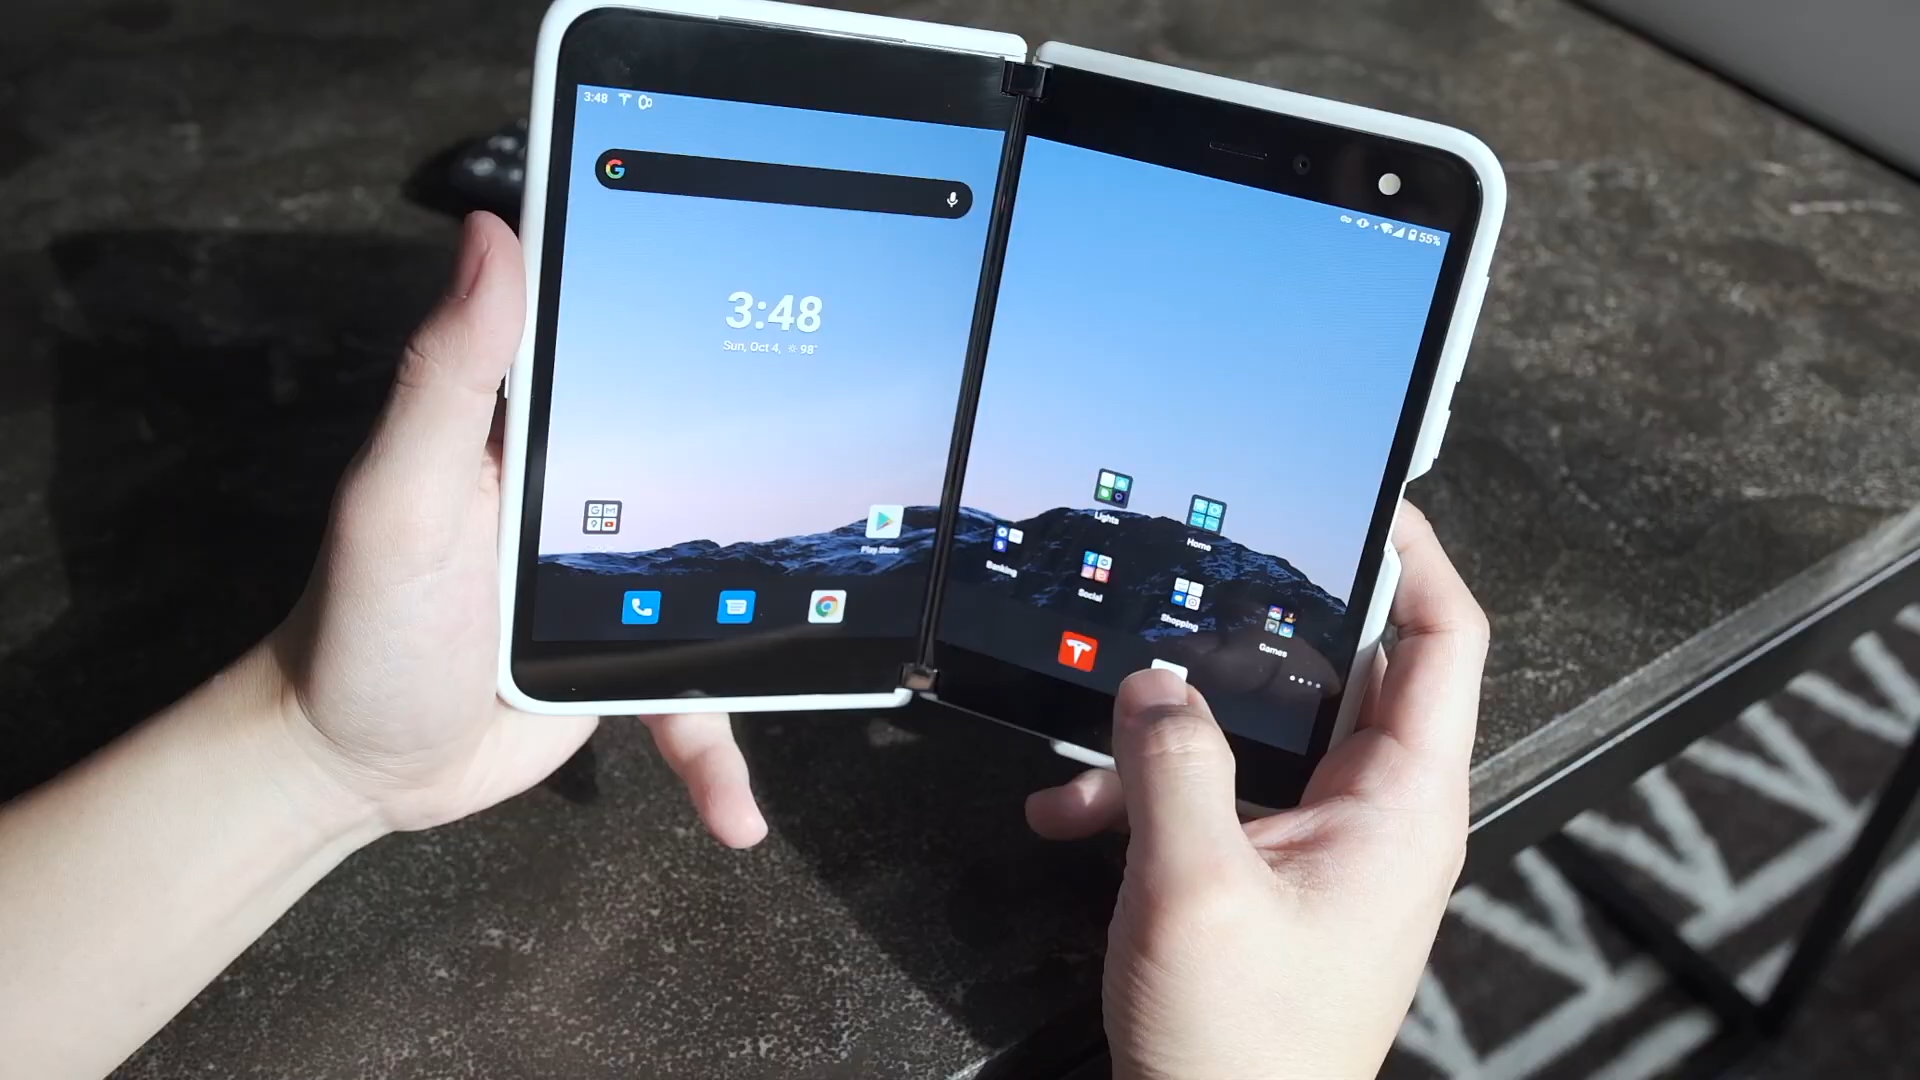 3:48
55%
3:48
Sun, Oct 4, 98°
Play Store
Lights
Home
Banking
Social
Shopping
Games